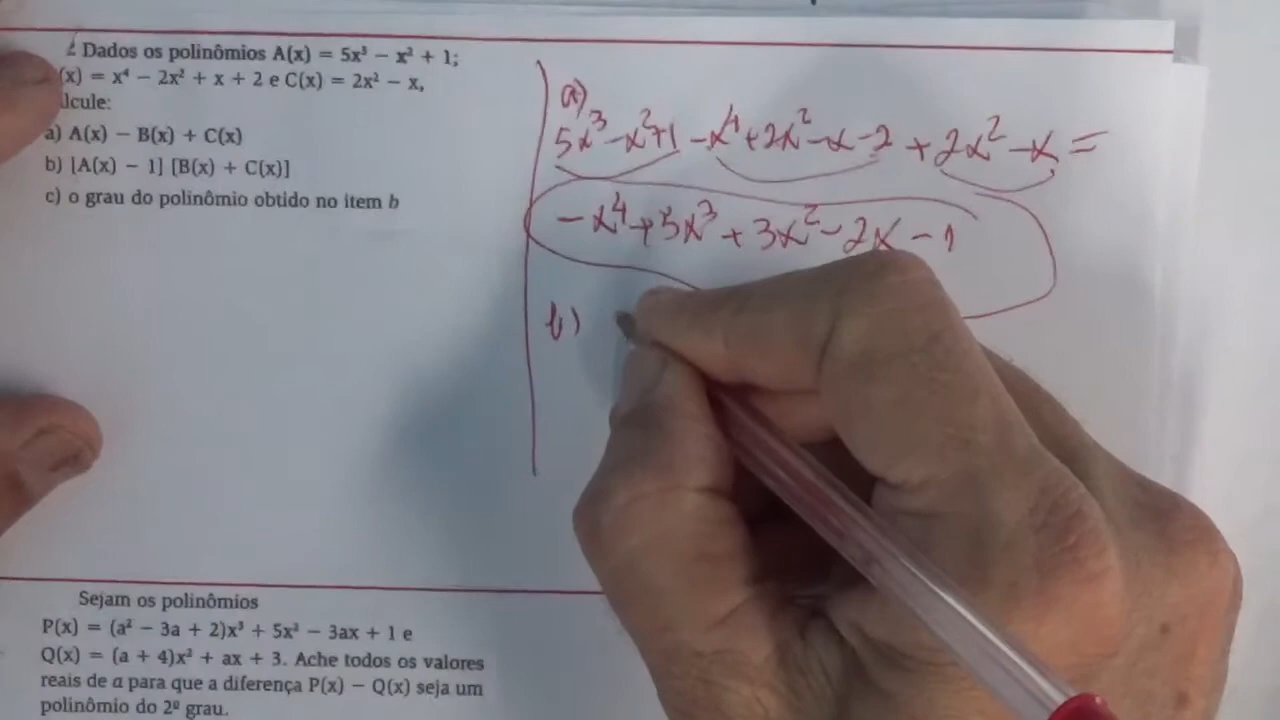 2 Dados os polinômios A(x) = 5x³ − x² + 1;
(x) = x⁴ − 2x² + x + 2 e C(x) = 2x² − x,
lcule:
a) A(x) − B(x) + C(x)
b) [A(x) − 1] [B(x) + C(x)]
c) o grau do polinômio obtido no item b
a)
5x³ − x² + 1 − x⁴ + 2x² − x − 2 + 2x² − x =
− x⁴ + 5x³ + 3x² − 2x − 1
b)
Sejam os polinômios
P(x) = (a² − 3a + 2)x³ + 5x² − 3ax + 1 e
Q(x) = (a + 4)x² + ax + 3. Ache todos os valores
reais de a para que a diferença P(x) − Q(x) seja um
polinômio do 2º grau.